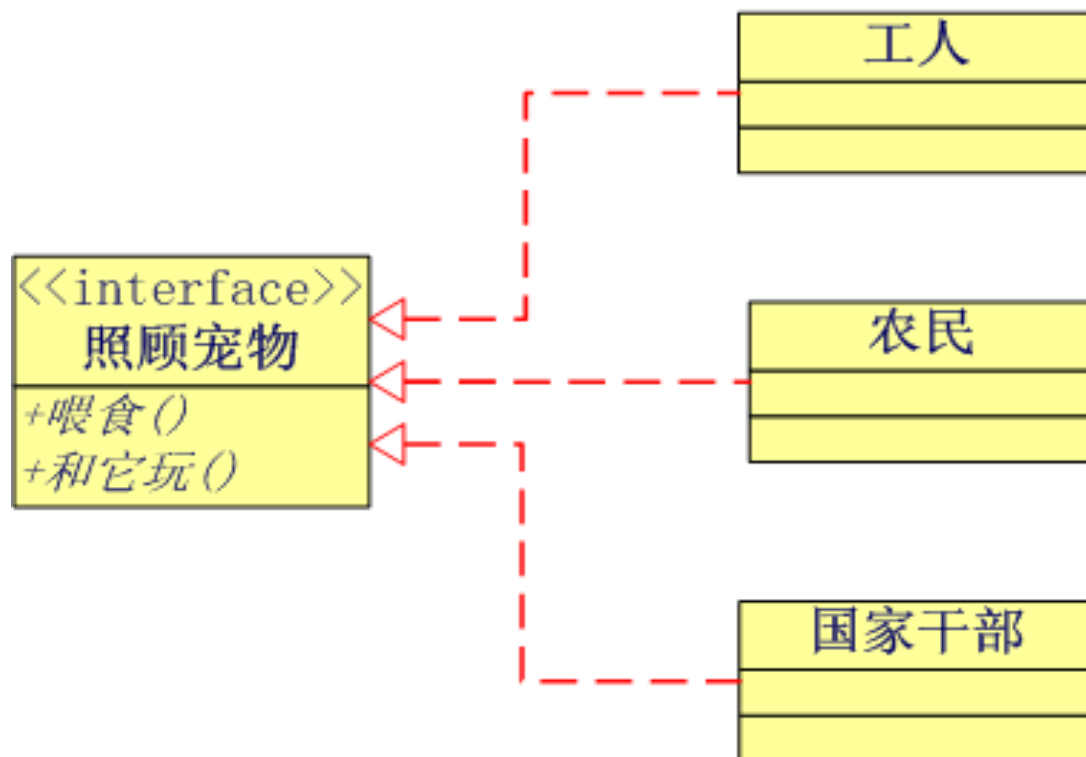 <<interface>>
照顾宠物
+喂食()
+和它玩()
工人
农民
国家干部